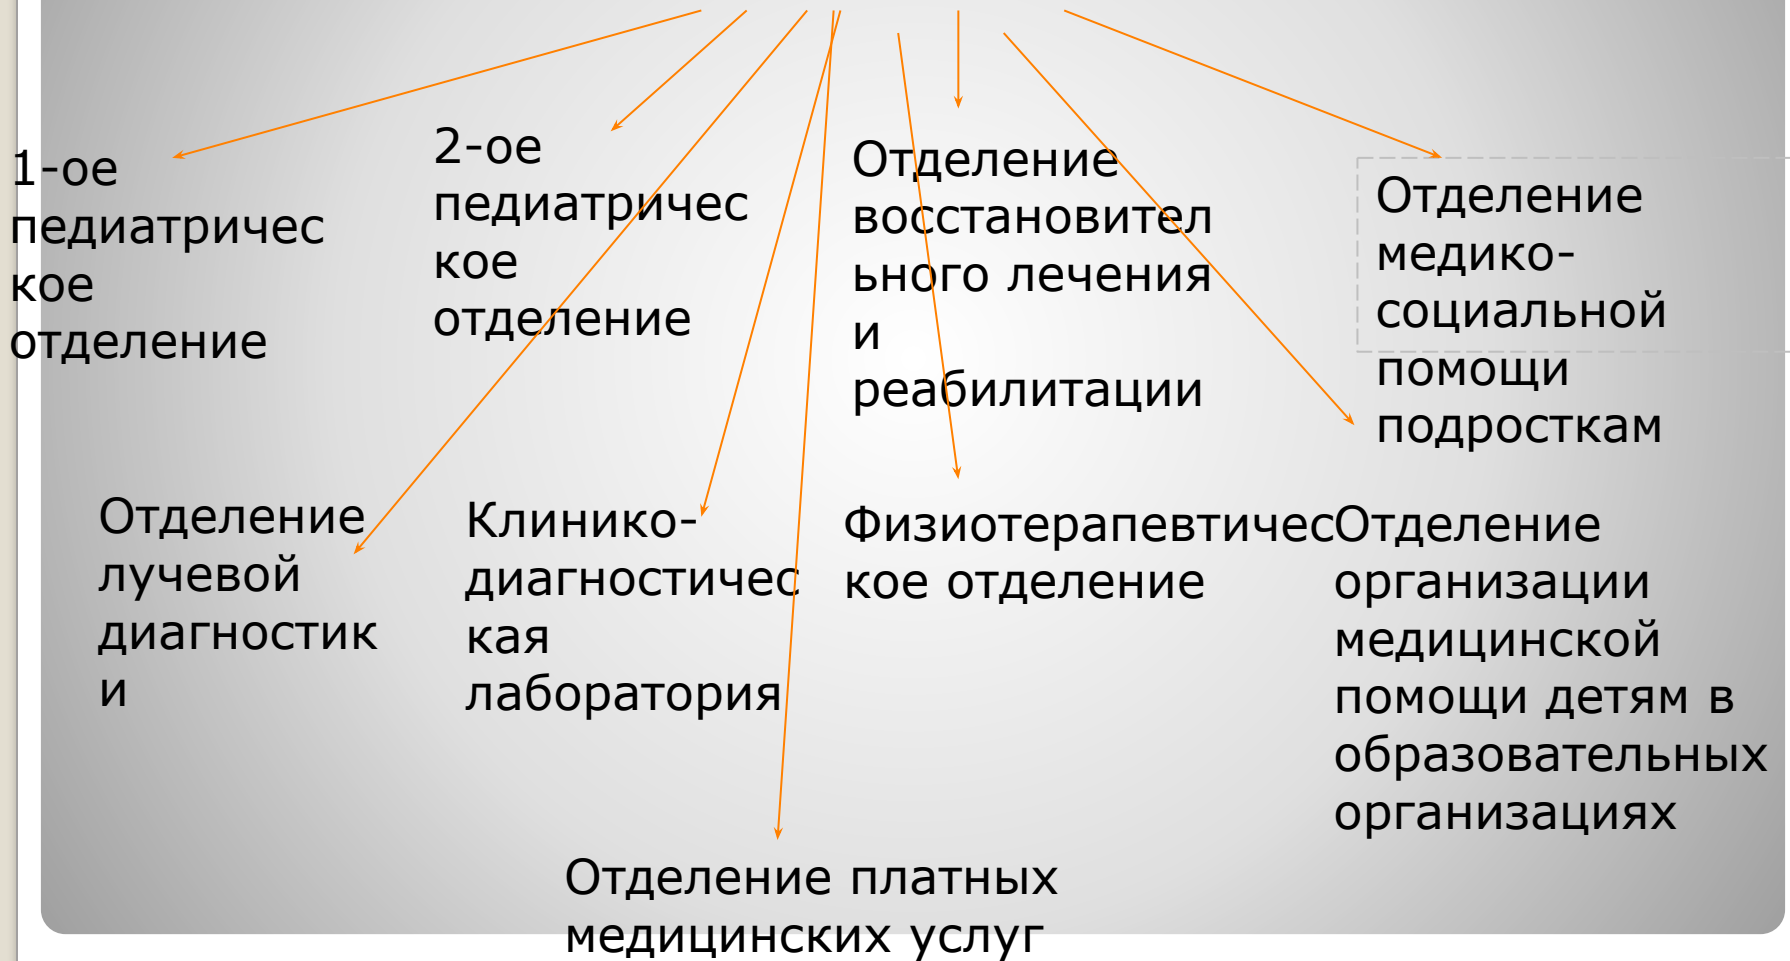 1-ое
педиатричес
кое
отделение
2-ое
педиатричес
кое
отделение
Отделение
восстановител
ьного лечения
и
реабилитации
Отделение
медико-
социальной
помощи
подросткам
Отделение
лучевой
диагностик
и
Клинико-
диагностичес
кая
лаборатория
Физиотерапевтичес
кое отделение
Отделение
организации
медицинской
помощи детям в
образовательных
организациях
Отделение платных
медицинских услуг